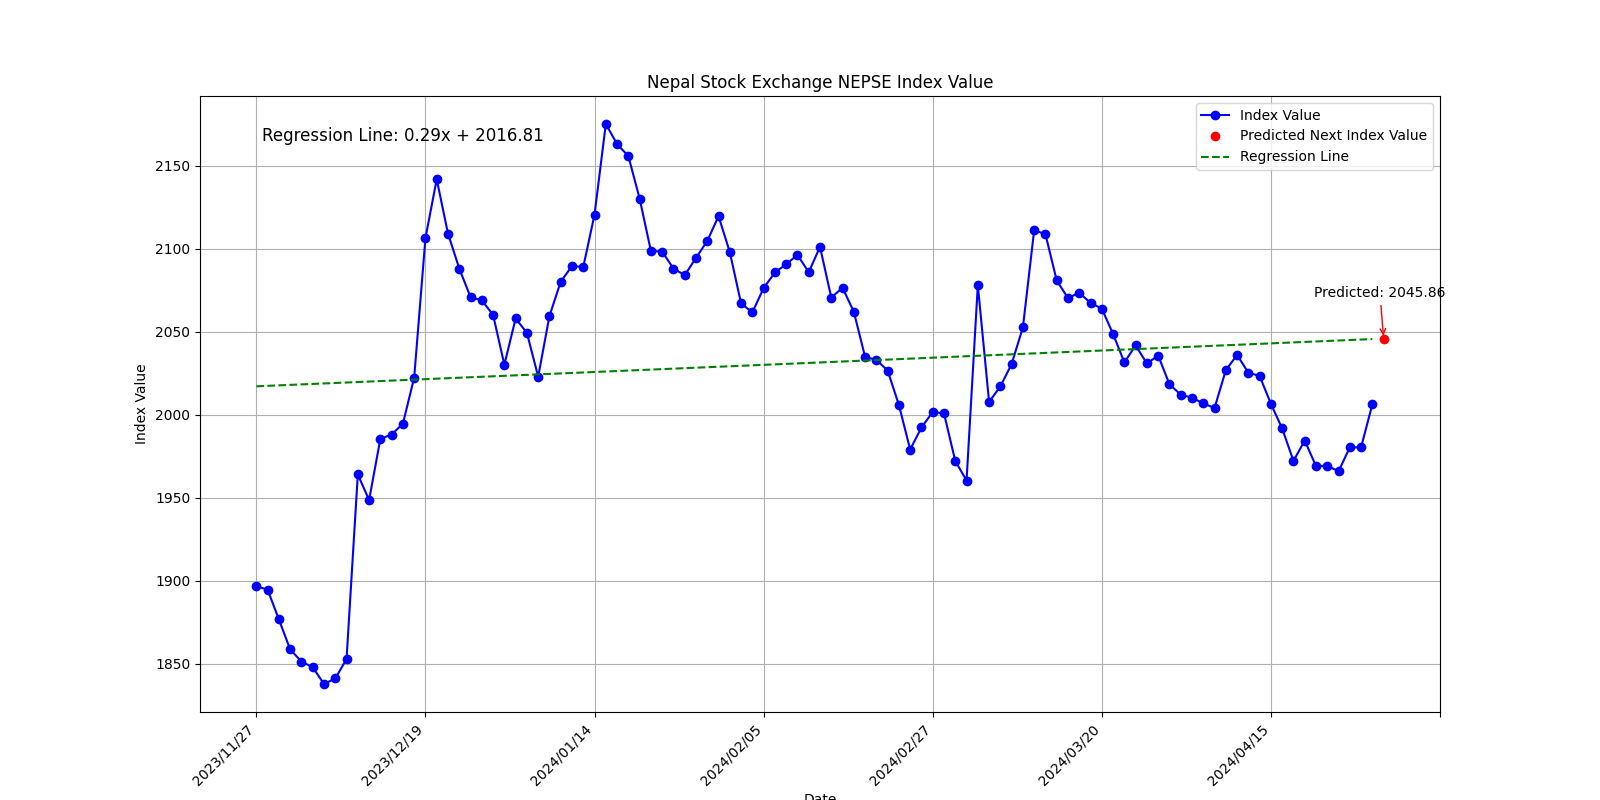 Nepal Stock Exchange NEPSE Index Value
Regression Line: 0.29x + 2016.81
Index Value
Predicted Next Index Value
Regression Line
Predicted: 2045.86
Index Value
2150
2100
2050
2000
1950
1900
1850
2023/11/27
2023/12/19
2024/01/14
2024/02/05
2024/02/27
2024/03/20
2024/04/15
Date